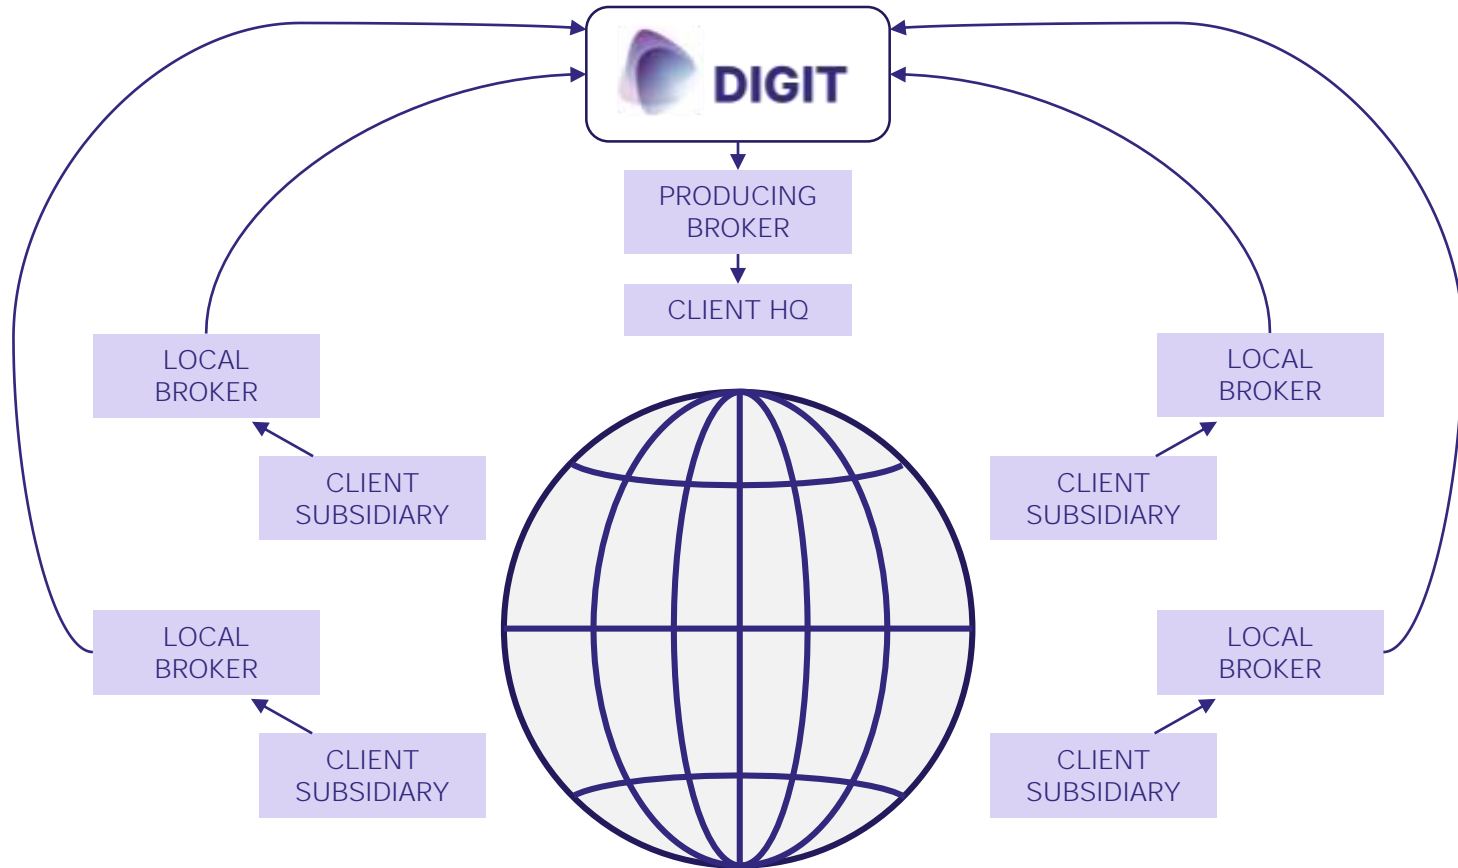 DIGIT
PRODUCING
BROKER
CLIENT HQ
LOCAL
BROKER
LOCAL
BROKER
CLIENT
SUBSIDIARY
CLIENT
SUBSIDIARY
LOCAL
BROKER
LOCAL
BROKER
CLIENT
SUBSIDIARY
CLIENT
SUBSIDIARY